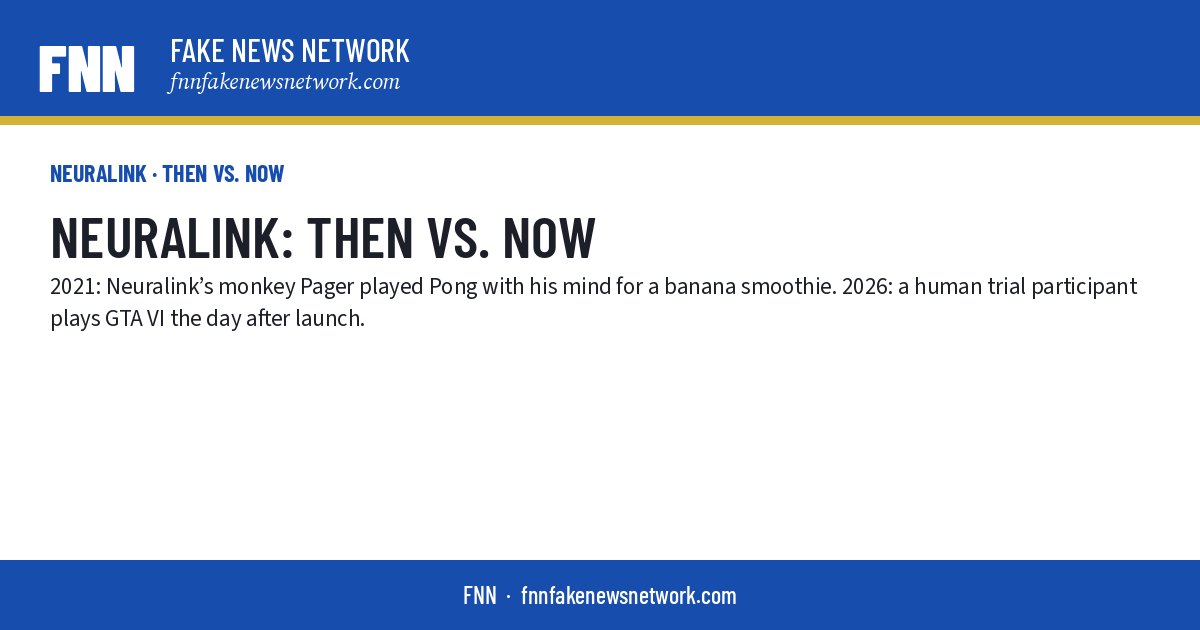 FNN
FAKE NEWS NETWORK
fnnfakenewsnetwork.com
NEURALINK · THEN VS. NOW
NEURALINK: THEN VS. NOW
2021: Neuralink’s monkey Pager played Pong with his mind for a banana smoothie. 2026: a human trial participant
plays GTA VI the day after launch.
FNN · fnnfakenewsnetwork.com